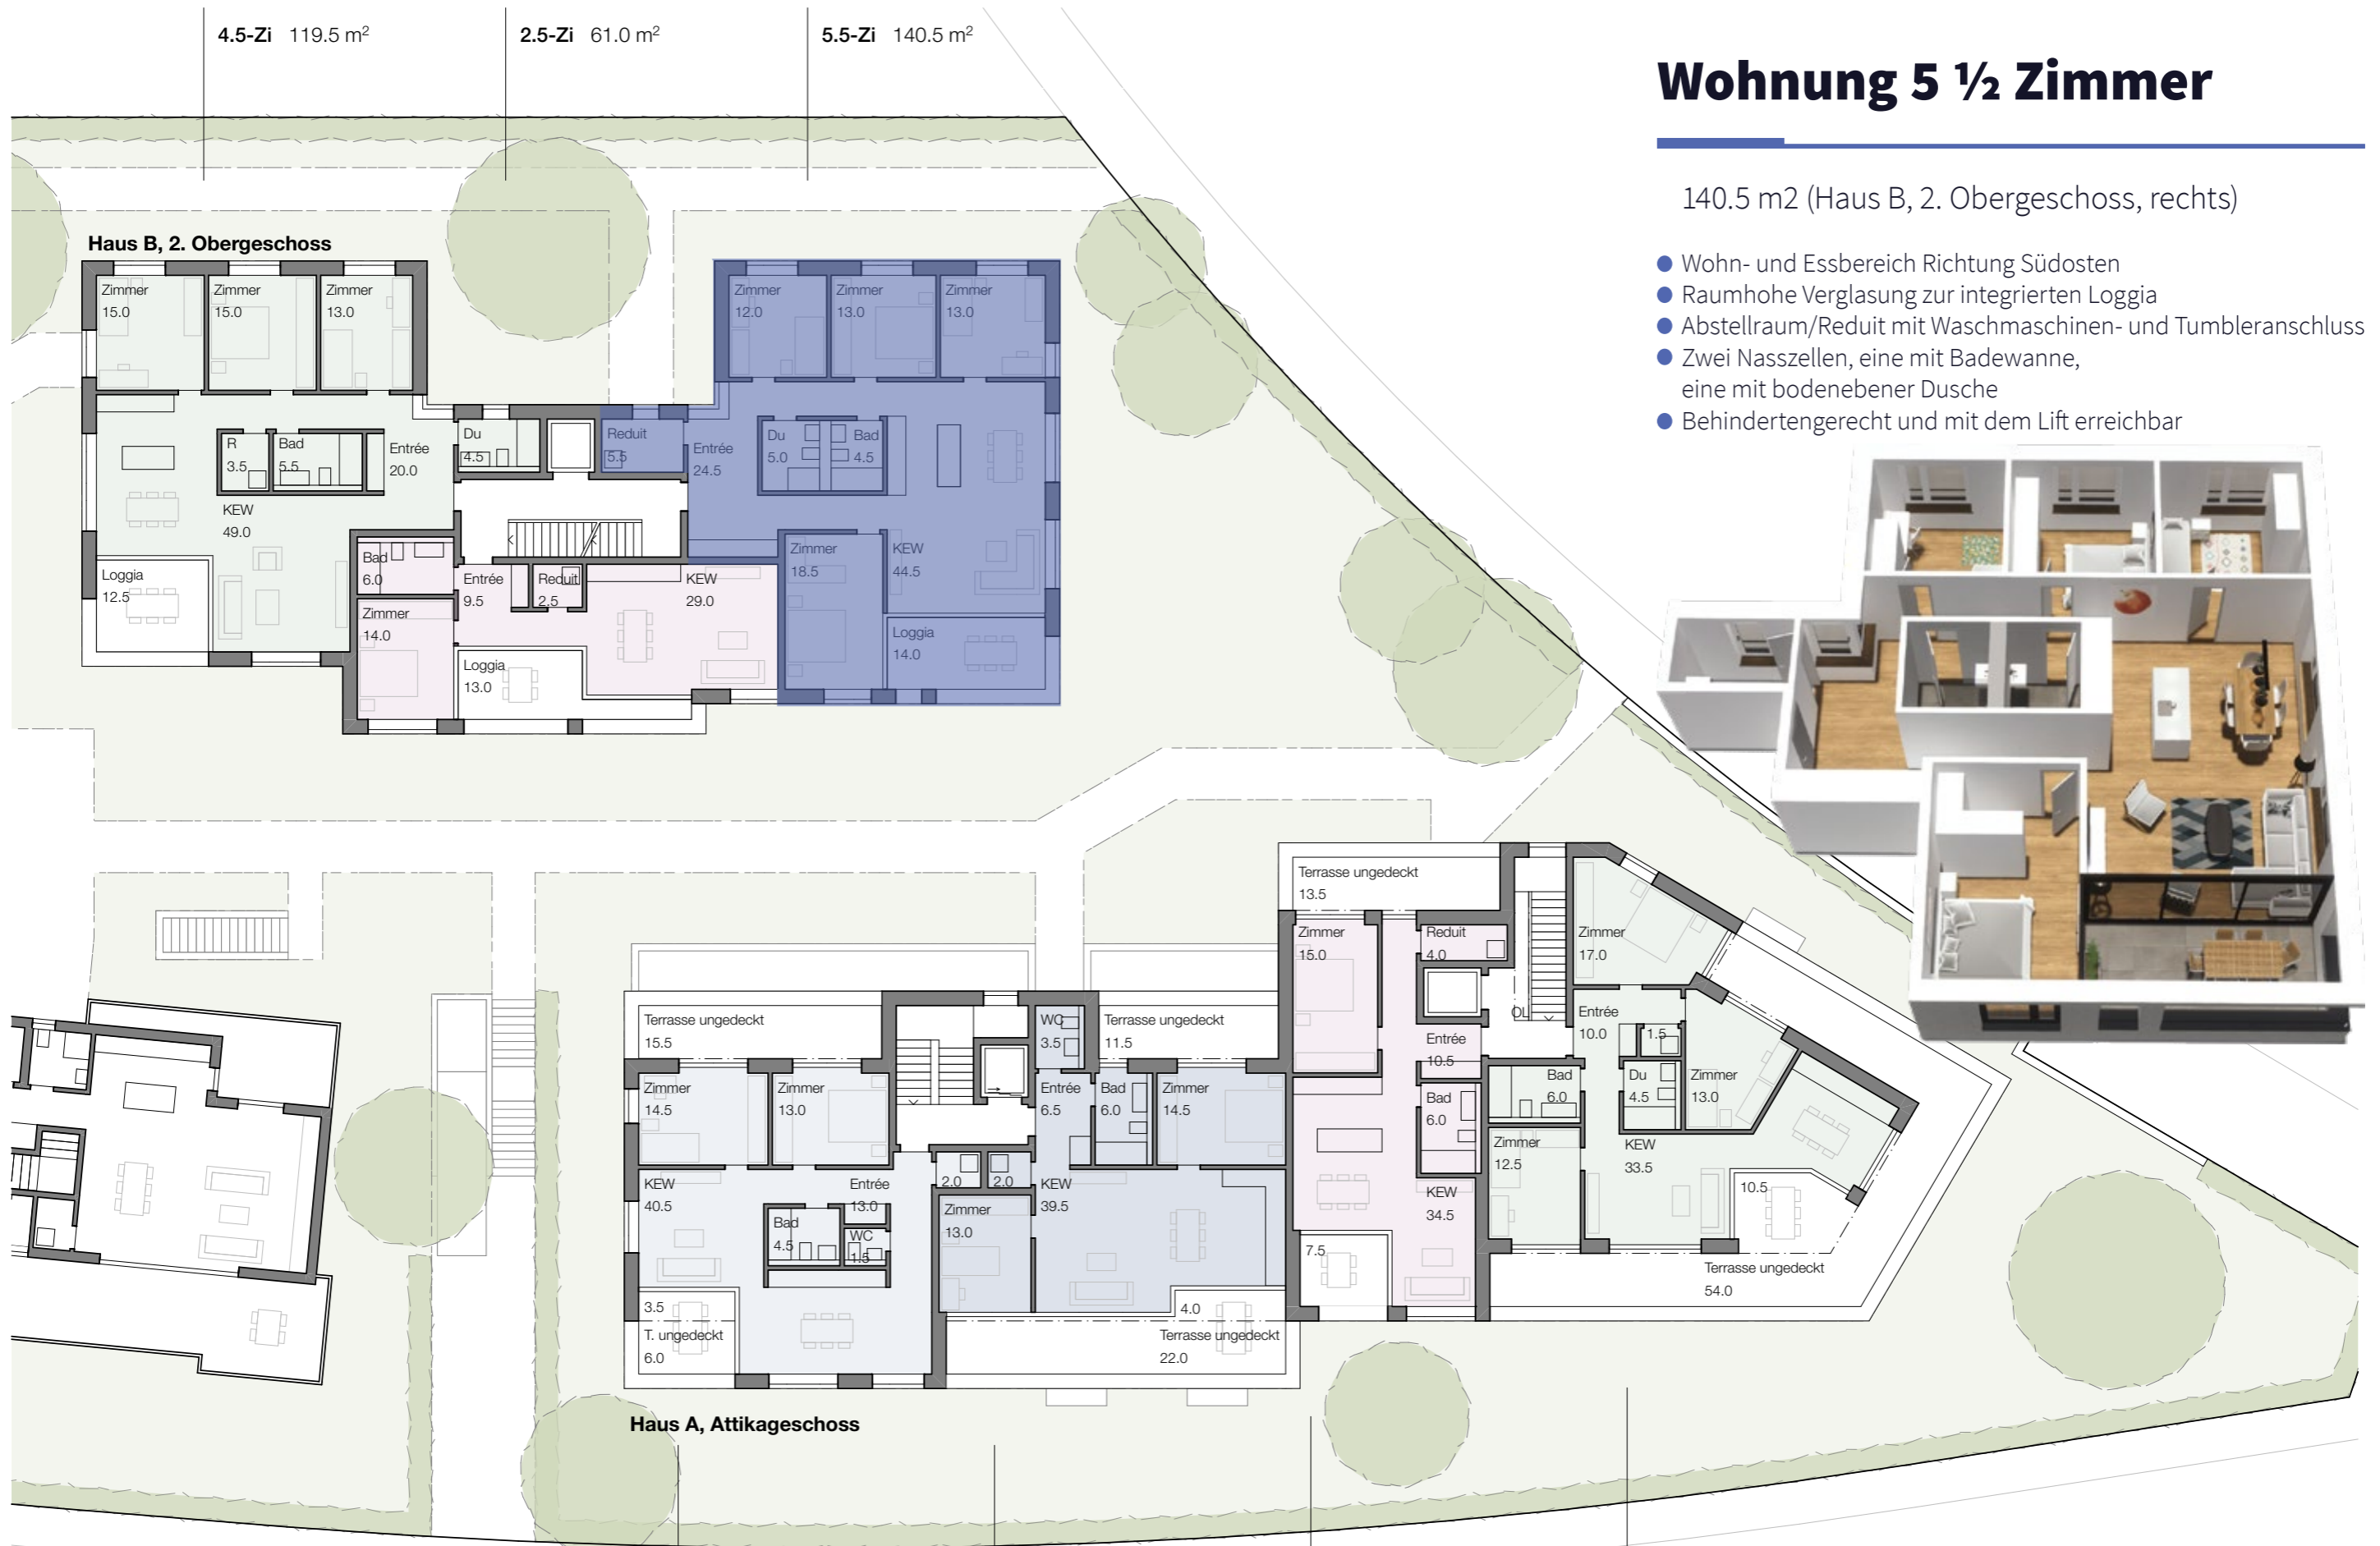 4.5-Zi 119.5 m²
2.5-Zi 61.0 m²
5.5-Zi 140.5 m²
Wohnung 5 ½ Zimmer
140.5 m2 (Haus B, 2. Obergeschoss, rechts)
● Wohn- und Essbereich Richtung Südosten
● Raumhohe Verglasung zur integrierten Loggia
● Abstellraum/Reduit mit Waschmaschinen- und Tumbleranschluss
● Zwei Nasszellen, eine mit Badewanne,
eine mit bodenebener Dusche
● Behindertengerecht und mit dem Lift erreichbar
Haus B, 2. Obergeschoss
Zimmer
15.0
Zimmer
15.0
Zimmer
13.0
Zimmer
12.0
Zimmer
13.0
Zimmer
13.0
R
3.5
Bad
5.5
Entrée
20.0
Du
4.5
Reduit
5.5
Entrée
24.5
Du
5.0
Bad
4.5
KEW
49.0
Loggia
12.5
Bad
6.0
Zimmer
14.0
Entrée
9.5
Reduit
2.5
KEW
29.0
Loggia
13.0
Zimmer
18.5
KEW
44.5
Loggia
14.0
Terrasse ungedeckt
13.5
Zimmer
15.0
Reduit
4.0
Zimmer
17.0
OL
Entrée
10.0
1.5
Entrée
10.5
Bad
6.0
Bad
6.0
Du
4.5
Zimmer
13.0
Zimmer
12.5
KEW
33.5
KEW
34.5
7.5
10.5
Terrasse ungedeckt
54.0
Terrasse ungedeckt
15.5
WC
3.5
Terrasse ungedeckt
11.5
Zimmer
14.5
Zimmer
13.0
Entrée
6.5
Bad
6.0
Zimmer
14.5
KEW
40.5
Entrée
13.0
2.0
2.0
KEW
39.5
Bad
4.5
WC
1.5
Zimmer
13.0
3.5
T. ungedeckt
6.0
4.0
Terrasse ungedeckt
22.0
Haus A, Attikageschoss